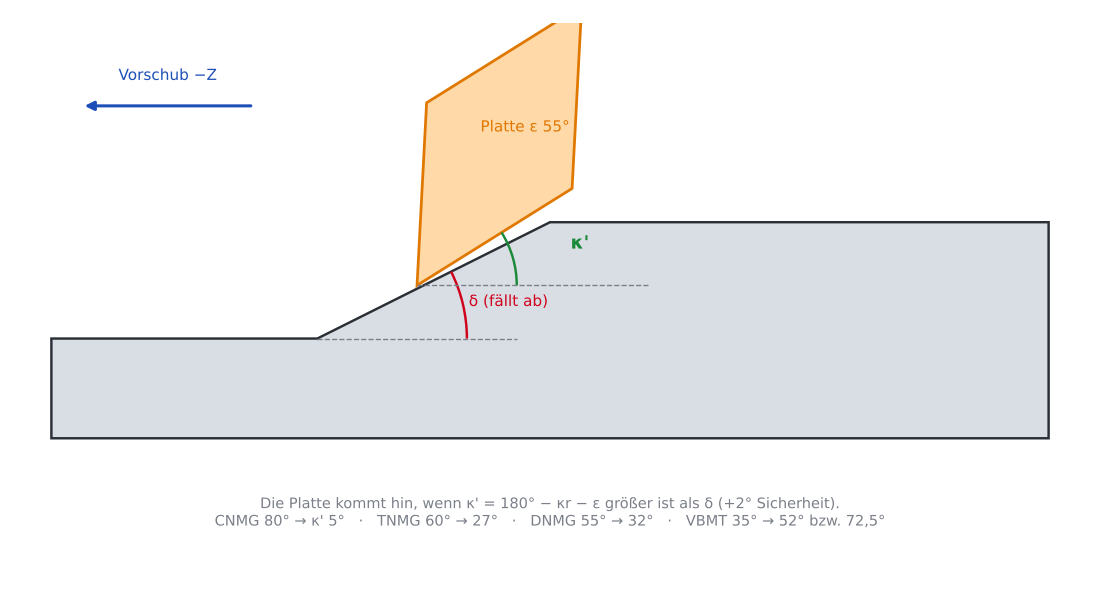 Vorschub −Z
Platte ε 55°
κ'
δ (fällt ab)
Die Platte kommt hin, wenn κ' = 180° − κr − ε größer ist als δ (+2° Sicherheit).
CNMG 80° → κ' 5°   ·   TNMG 60° → 27°   ·   DNMG 55° → 32°   ·   VBMT 35° → 52° bzw. 72,5°